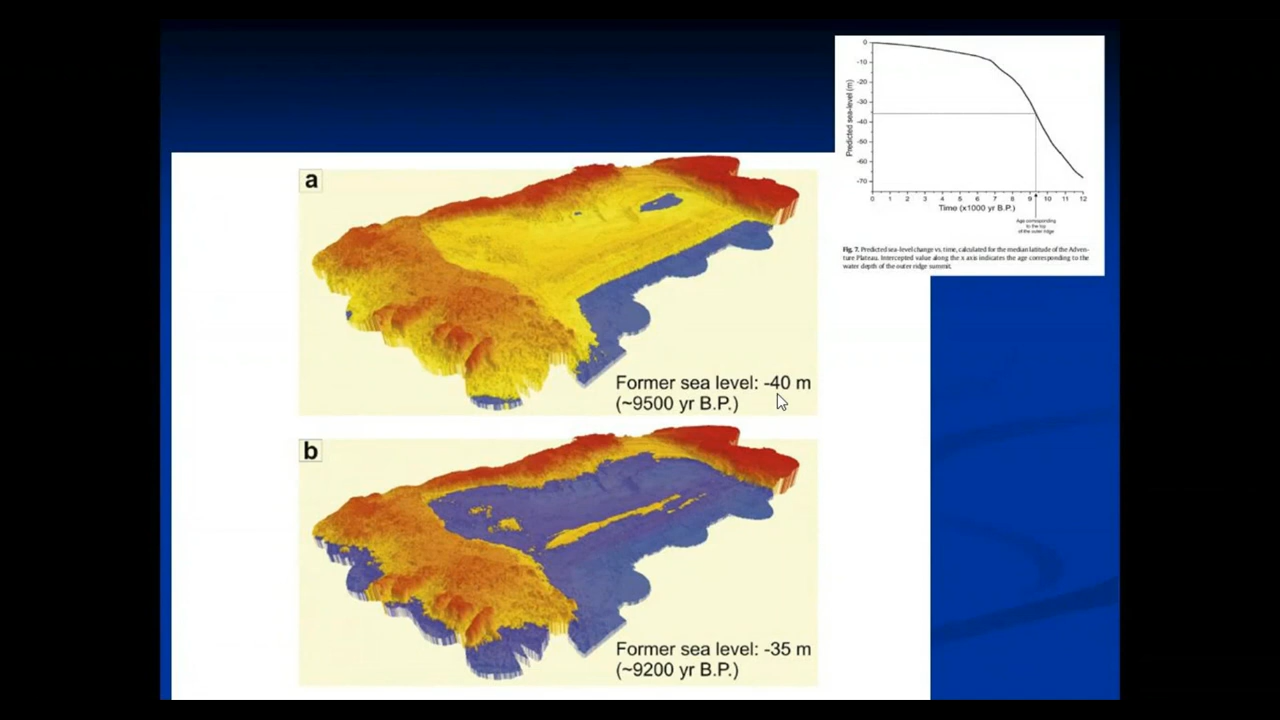 0
-10
-20
-30
-40
-50
-60
-70
Predicted sea-level (m)
0 1 2 3 4 5 6 7 8 9 10 11 12
Time (x1000 yr B.P.)
Age corresponding
to the top
of the outer ridge
Fig. 7. Predicted sea-level change vs. time, calculated for the median latitude of the Adven-
ture Plateau. Intercepted value along the x axis indicates the age corresponding to the
water depth of the outer ridge summit.
a
Former sea level: -40 m
(~9500 yr B.P.)
b
Former sea level: -35 m
(~9200 yr B.P.)